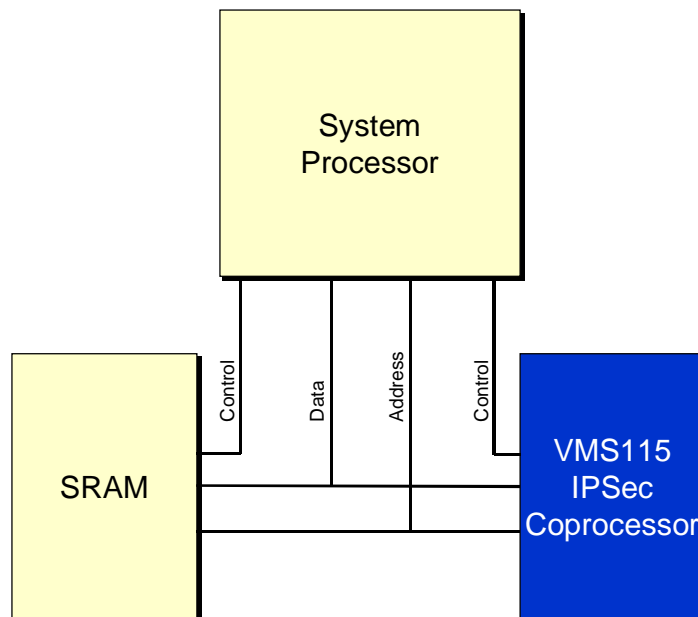 System
Processor
Control
Data
Address
Control
SRAM
VMS115
IPSec
Coprocessor